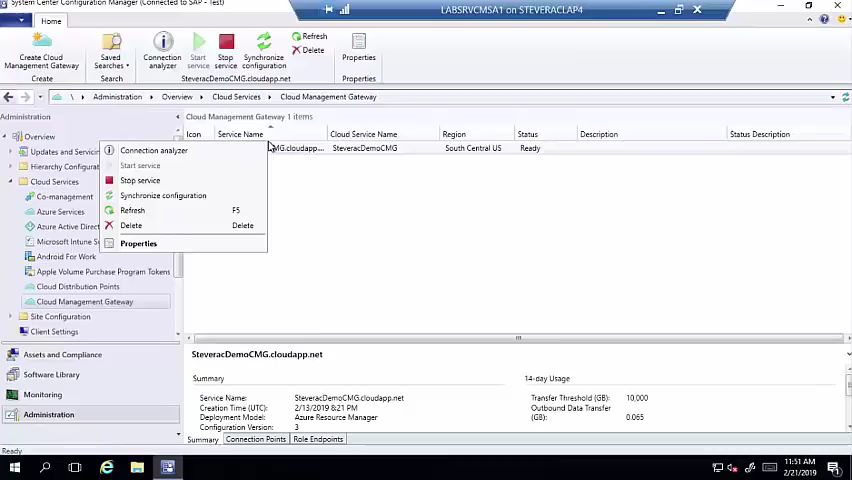 System Center Configuration Manager (Connected to SAP - Test)
LABSRVCMSA1 on STEVERACLAP4
Home
Create Cloud
Management Gateway
Saved
Searches
Connection
analyzer
Start
service
Stop
service
Synchronize
configuration
Refresh
Delete
Properties
Create
Search
SteveracDemoCMG.cloudapp.net
Properties
\ Administration Overview Cloud Services Cloud Management Gateway
Administration
Cloud Management Gateway 1 items
Icon Service Name Cloud Service Name Region Status Description Status Description
MG.cloudapp... SteveracDemoCMG South Central US Ready
Overview
Updates and Servicin
Hierarchy Configurat
Cloud Services
Co-management
Azure Services
Azure Active Direct
Microsoft Intune Su
Android For Work
Apple Volume Purchase Program Tokens
Cloud Distribution Points
Cloud Management Gateway
Site Configuration
Client Settings
Connection analyzer
Start service
Stop service
Synchronize configuration
Refresh F5
Delete Delete
Properties
Assets and Compliance
Software Library
Monitoring
Administration
SteveracDemoCMG.cloudapp.net
Summary
Service Name: SteveracDemoCMG.cloudapp.net
Creation Time (UTC): 2/13/2019 8:21 PM
Deployment Model: Azure Resource Manager
Configuration Version: 3
14-day Usage
Transfer Threshold (GB): 10,000
Outbound Data Transfer
(GB): 0.065
Summary Connection Points Role Endpoints
Ready
11:51 AM
2/21/2019